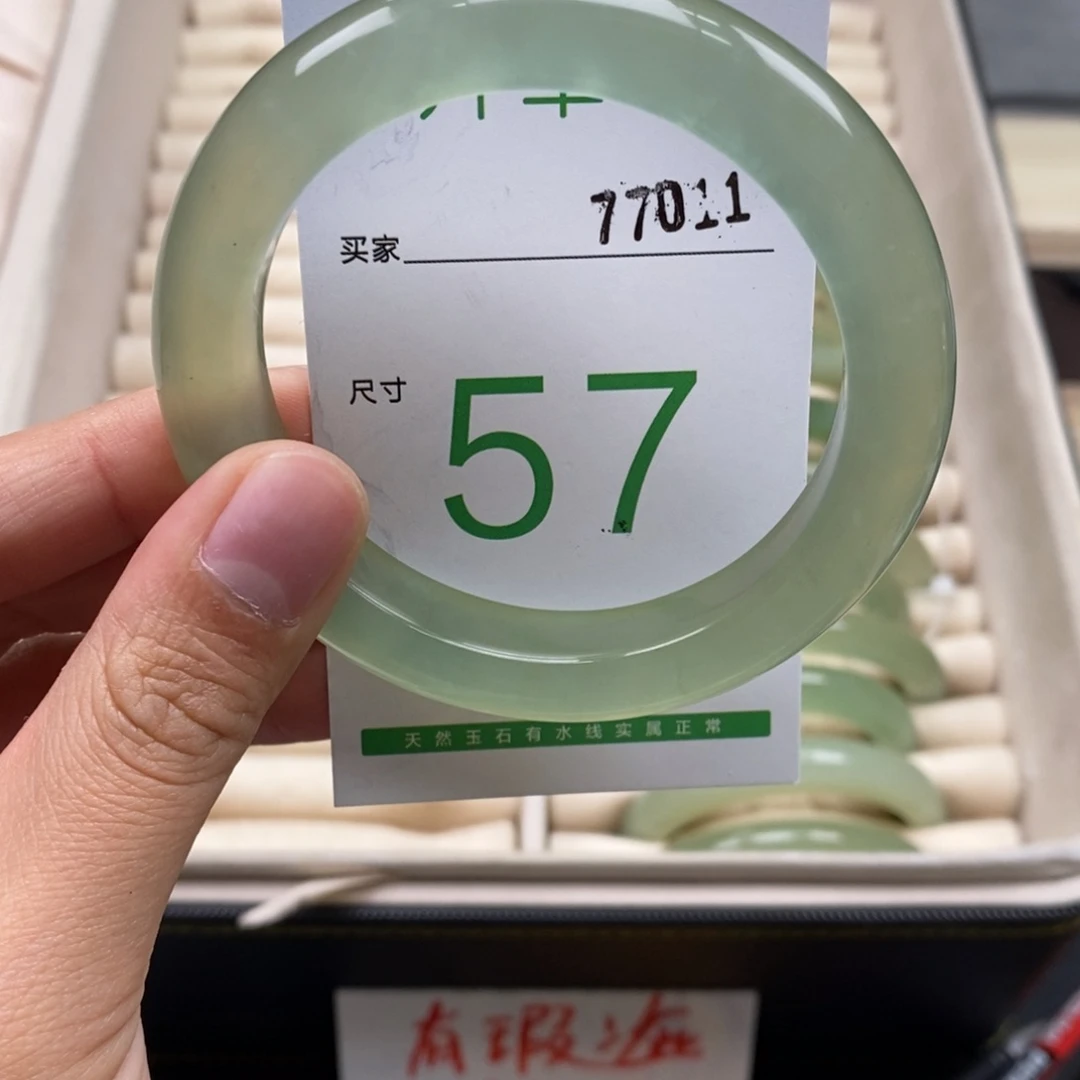 77011
买家
尺寸
57
天然玉石有水线实属正常
有瑕疵